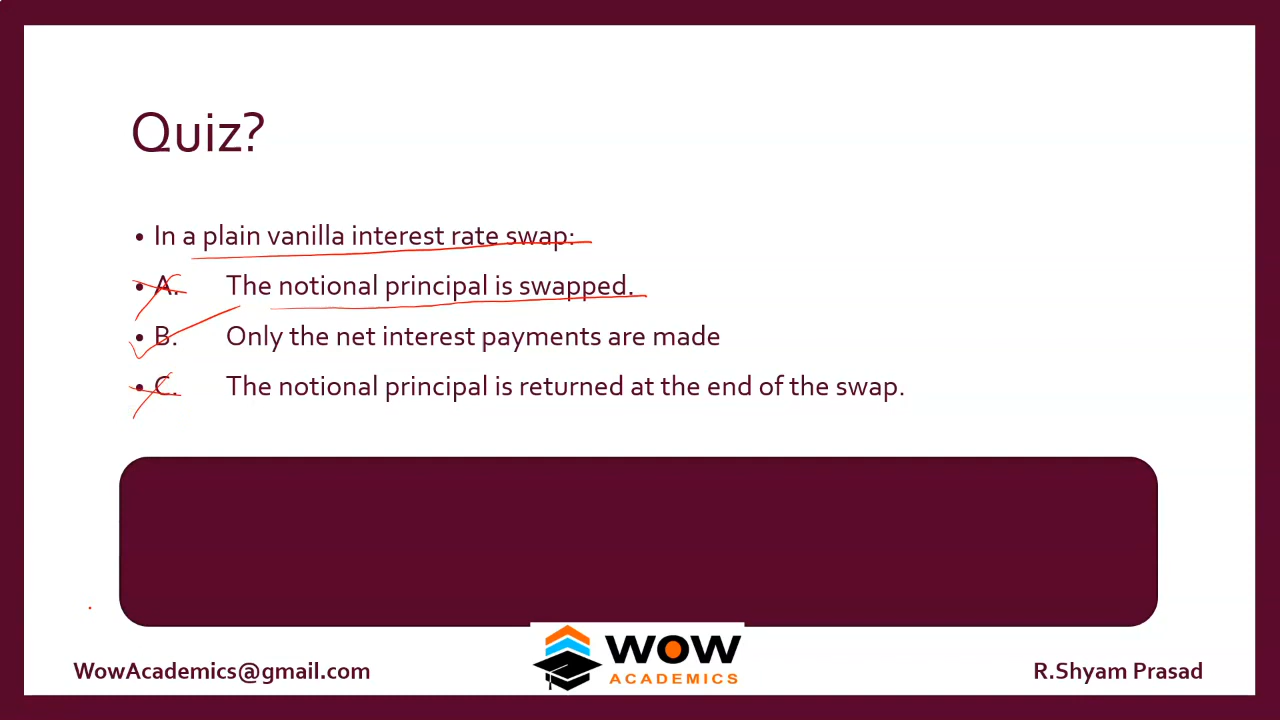 Quiz?
• In a plain vanilla interest rate swap:
• A. The notional principal is swapped.
• B. Only the net interest payments are made
• C. The notional principal is returned at the end of the swap.
WowAcademics@gmail.com
WOW
ACADEMICS
R.Shyam Prasad